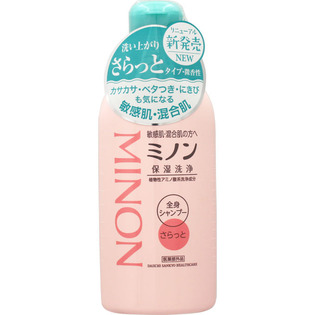 洗い上がり
さらっと
タイプ・微香性
リニューアル
新発売
NEW
カサカサ・ベタつき・にきび
も気になる
敏感肌・混合肌
敏感肌・混合肌の方へ
ミノン
保湿洗浄
植物性アミノ酸系洗浄成分
全身
シャンプー
さらっと
医薬部外品
DAIICHI SANKYO HEALTHCARE
MINON